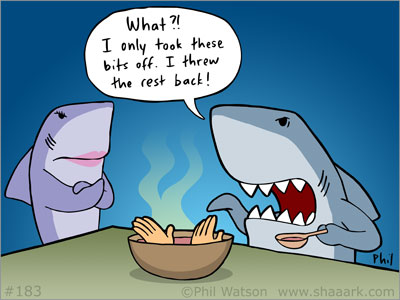 What?!
I only took these
bits off. I threw
the rest back!
Phil
#183
©Phil Watson www.shaaark.com